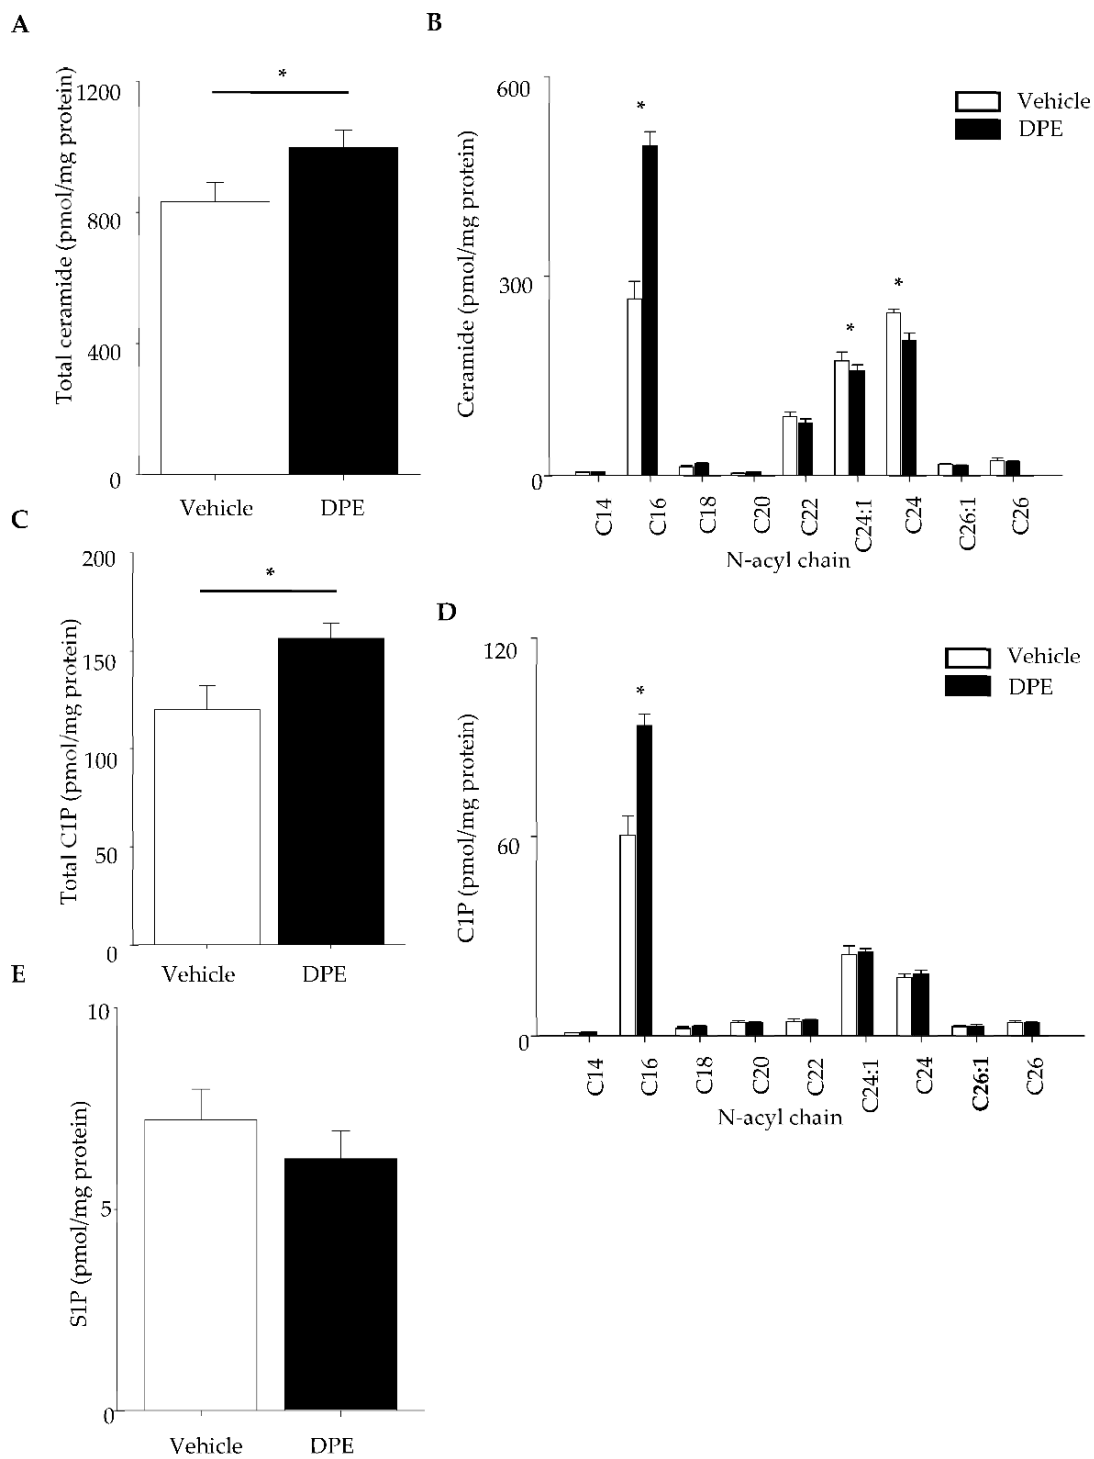 A
Total ceramide (pmol/mg protein)
1200
800
400
0
*
Vehicle
DPE
B
Ceramide (pmol/mg protein)
600
300
0
*
*
*
Vehicle
DPE
C14
C16
C18
C20
C22
C24:1
C24
C26:1
C26
N-acyl chain
C
Total C1P (pmol/mg protein)
200
150
100
50
0
*
Vehicle
DPE
D
C1P (pmol/mg protein)
120
60
0
*
Vehicle
DPE
C14
C16
C18
C20
C22
C24:1
C24
C26:1
C26
N-acyl chain
E
S1P (pmol/mg protein)
10
5
0
Vehicle
DPE